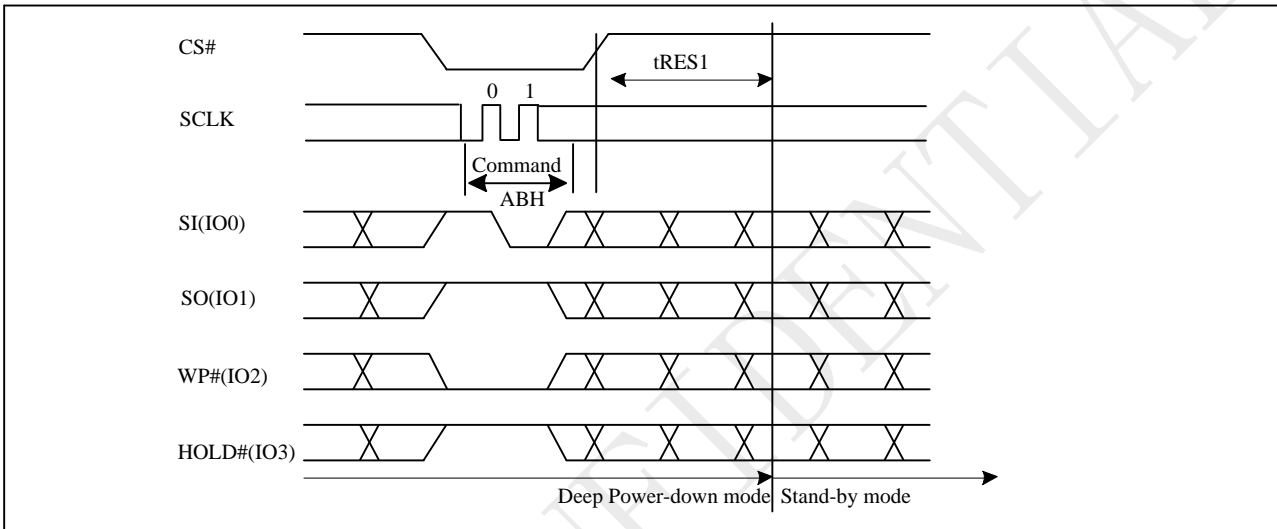 CS#
tRES1
0 1
SCLK
Command
ABH
SI(IO0)
SO(IO1)
WP#(IO2)
HOLD#(IO3)
Deep Power-down mode Stand-by mode
FIDENTIA